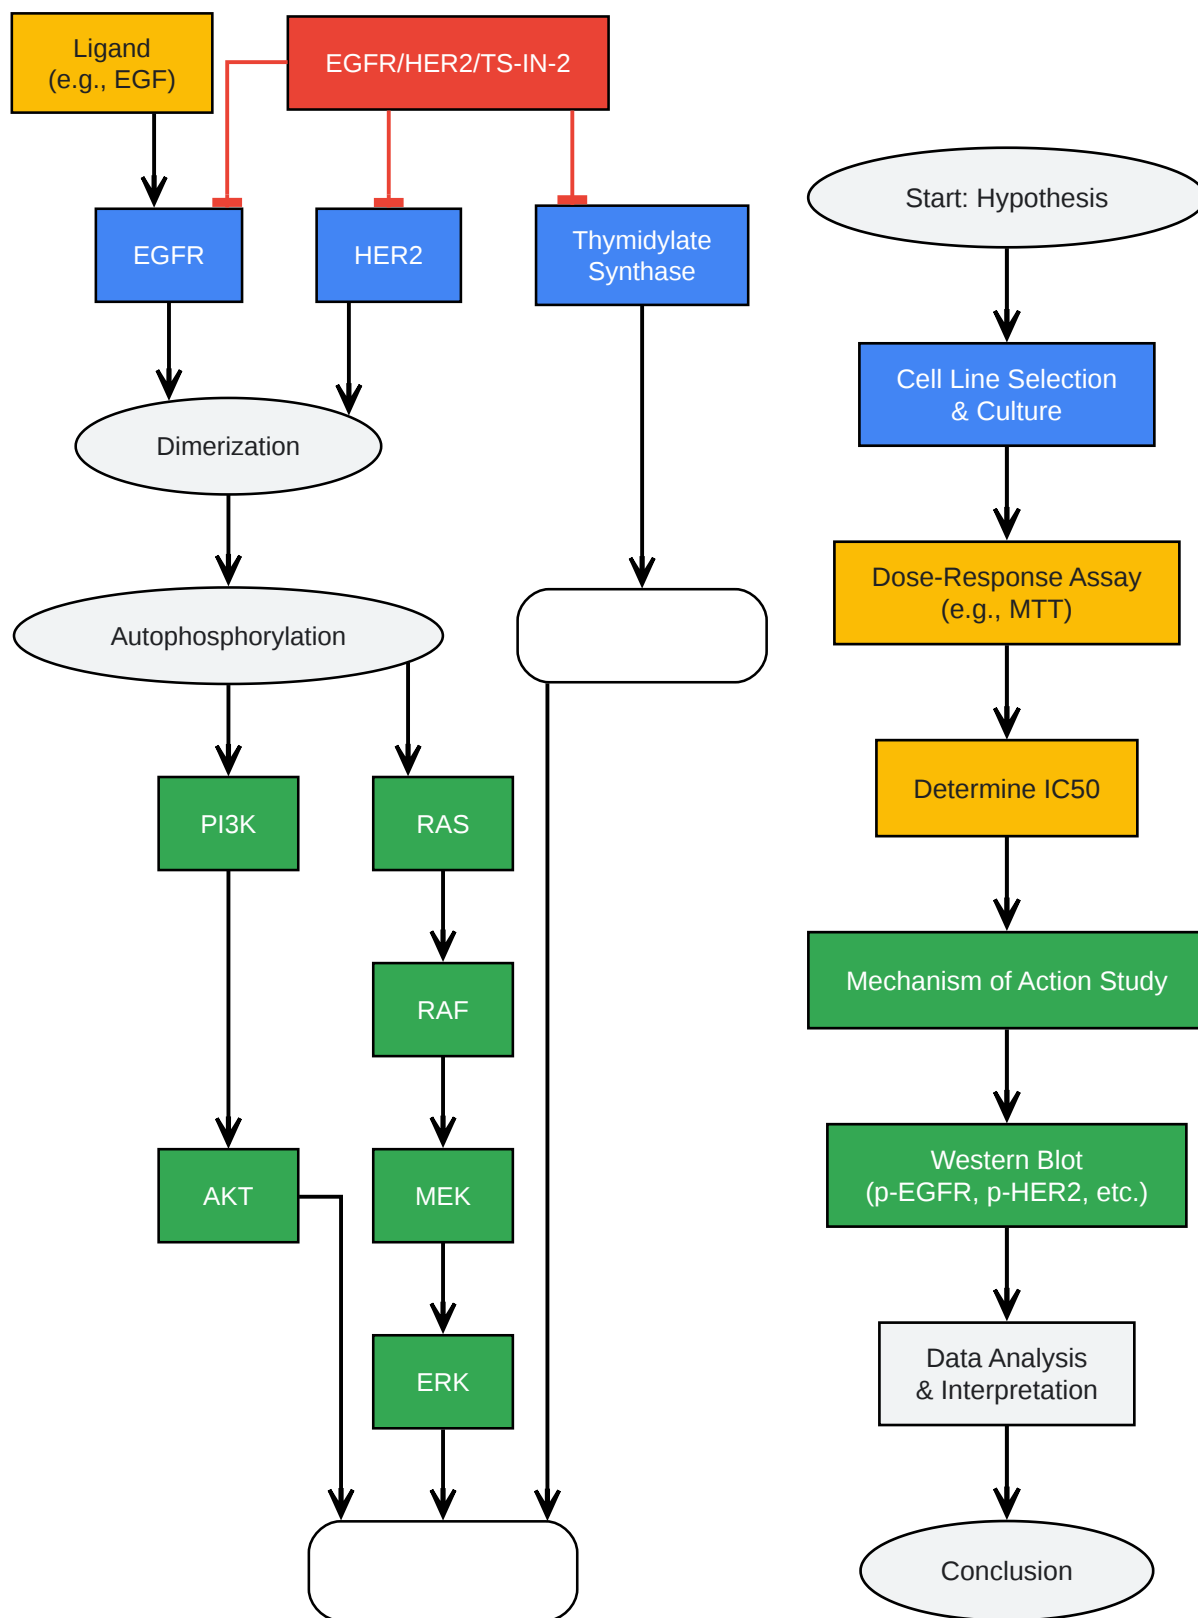 Ligand
(e.g., EGF)
EGFR/HER2/TS-IN-2
EGFR
HER2
Thymidylate
Synthase
Dimerization
Autophosphorylation
PI3K
RAS
RAF
AKT
MEK
ERK
Start: Hypothesis
Cell Line Selection
& Culture
Dose-Response Assay
(e.g., MTT)
Determine IC50
Mechanism of Action Study
Western Blot
(p-EGFR, p-HER2, etc.)
Data Analysis
& Interpretation
Conclusion